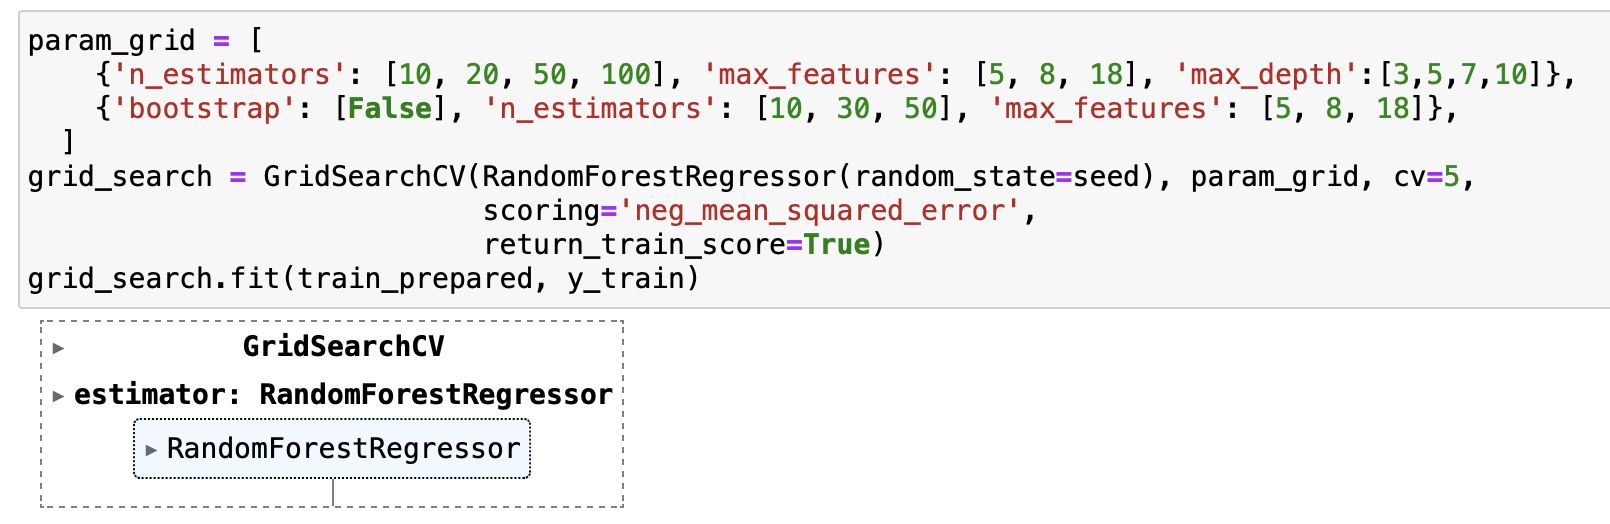 param_grid = [
    {'n_estimators': [10, 20, 50, 100], 'max_features': [5, 8, 18], 'max_depth':[3,5,7,10]},
    {'bootstrap': [False], 'n_estimators': [10, 30, 50], 'max_features': [5, 8, 18]},
  ]
grid_search = GridSearchCV(RandomForestRegressor(random_state=seed), param_grid, cv=5,
                           scoring='neg_mean_squared_error',
                           return_train_score=True)
grid_search.fit(train_prepared, y_train)
▸ GridSearchCV
▸ estimator: RandomForestRegressor
▸ RandomForestRegressor